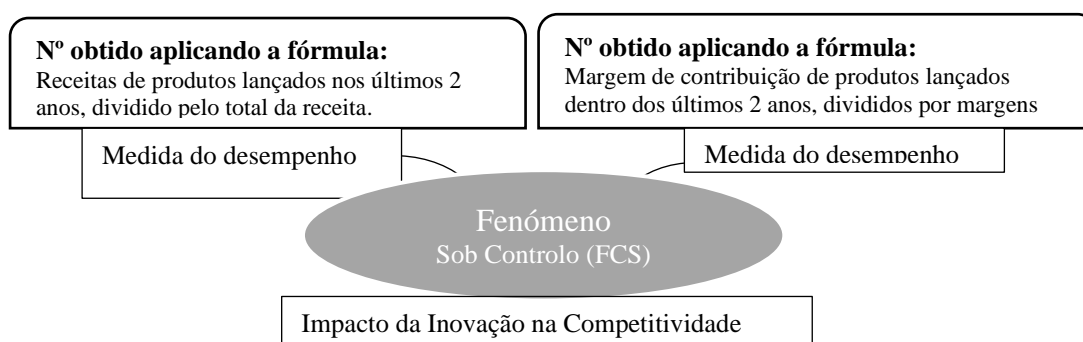 Nº obtido aplicando a fórmula:
Receitas de produtos lançados nos últimos 2
anos, dividido pelo total da receita.
Nº obtido aplicando a fórmula:
Margem de contribuição de produtos lançados
dentro dos últimos 2 anos, divididos por margens
Medida do desempenho
Medida do desempenho
Fenómeno
Sob Controlo (FCS)
Impacto da Inovação na Competitividade